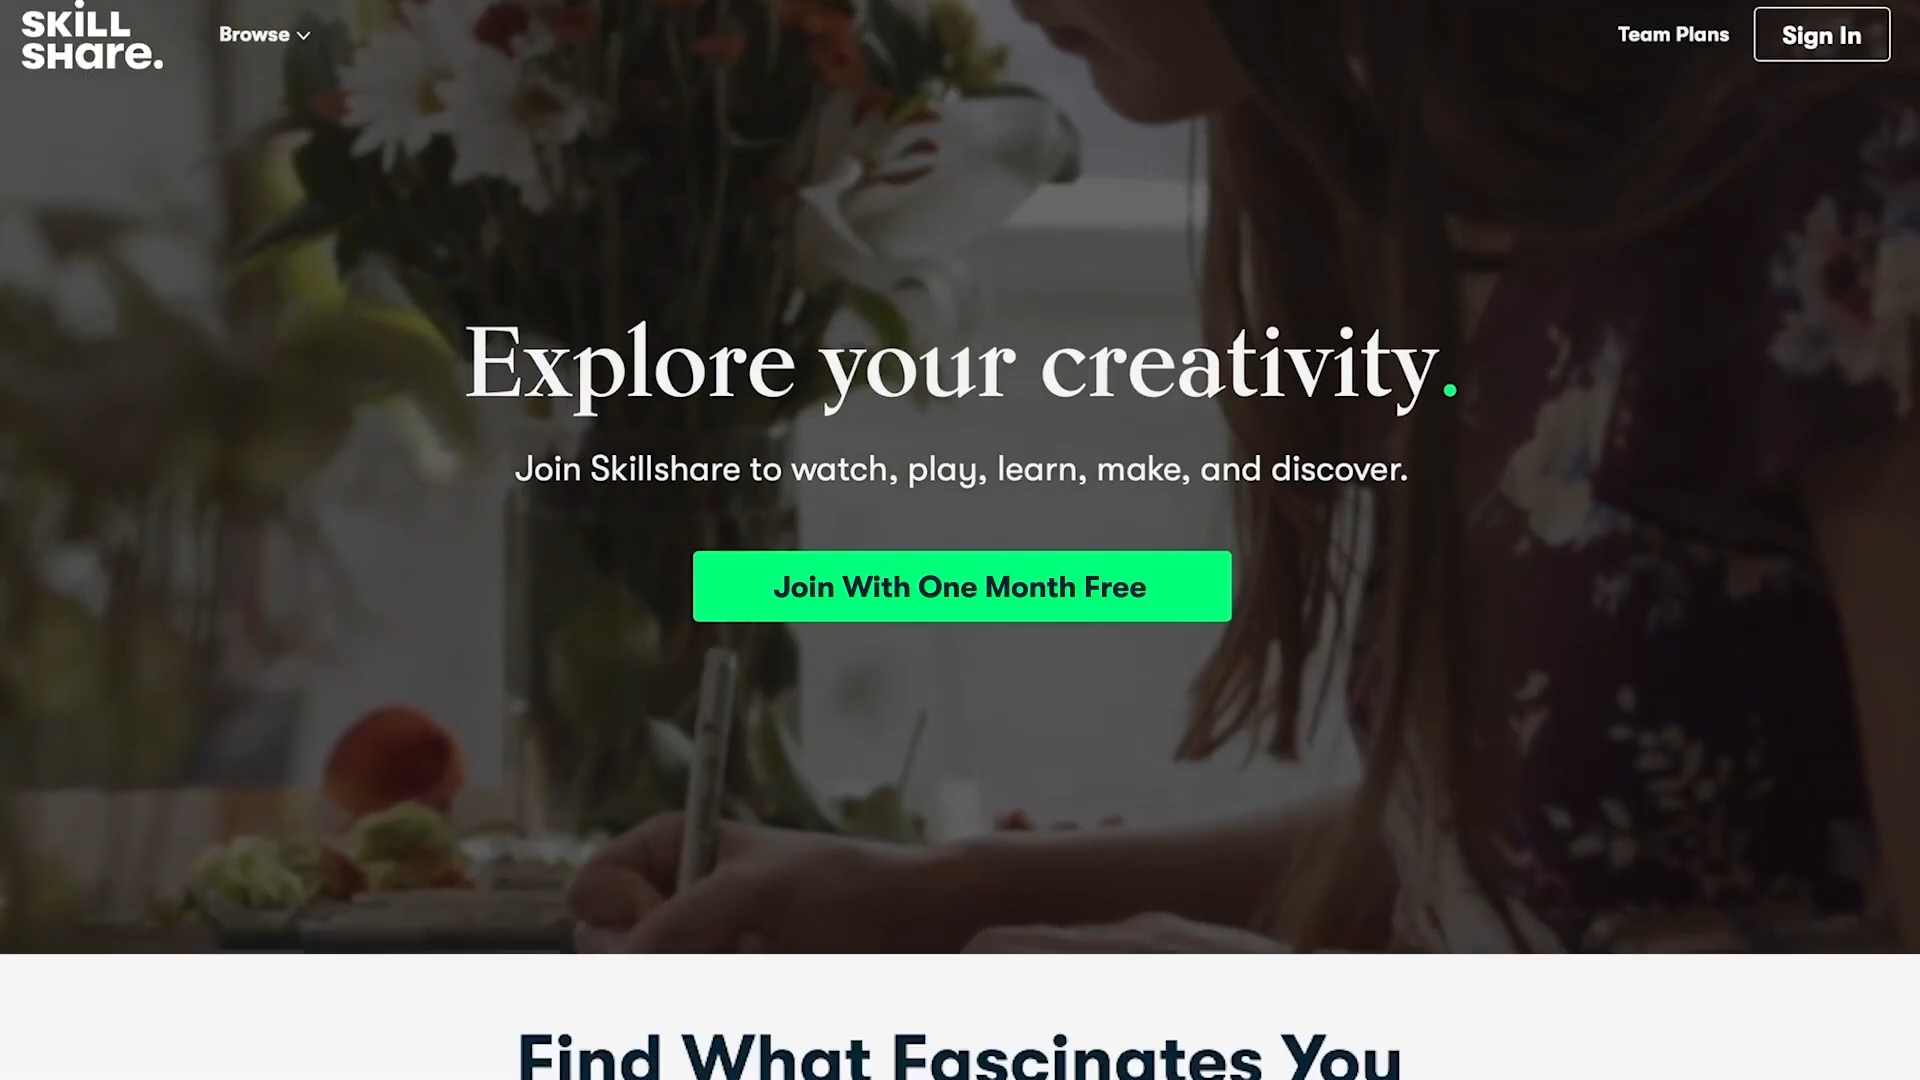 SKILL
SHARE.
Browse
Team Plans
Sign In
Explore your creativity.
Join Skillshare to watch, play, learn, make, and discover.
Join With One Month Free
Find What Fascinates You